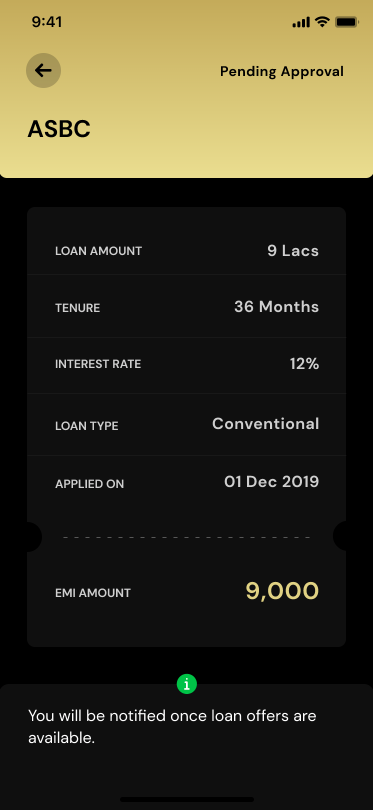 9:41
Pending Approval
ASBC
LOAN AMOUNT 9 Lacs
TENURE 36 Months
INTEREST RATE 12%
LOAN TYPE Conventional
APPLIED ON 01 Dec 2019
EMI AMOUNT 9,000
i
You will be notified once loan offers are
available.